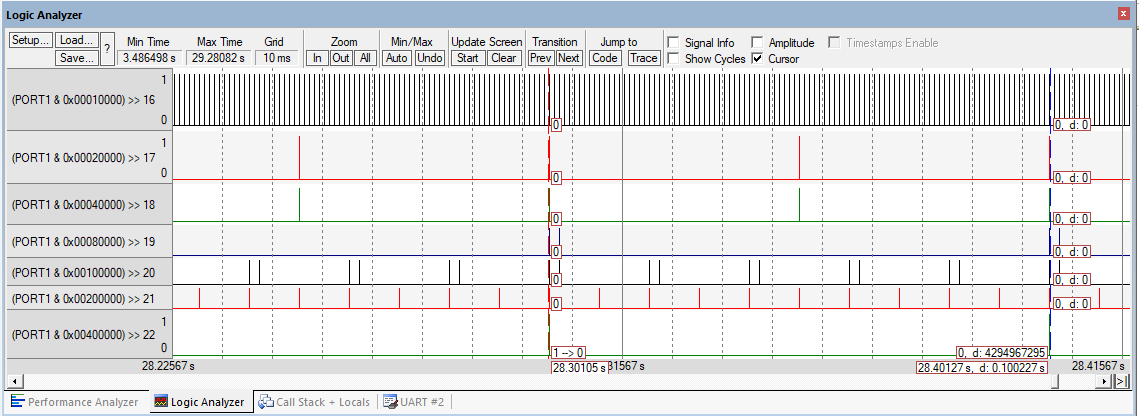 Logic Analyzer
Setup... Load... Save... ? Min Time Max Time Grid Zoom Min/Max Update Screen Transition Jump to Signal Info Amplitude Timestamps Enable
3.486498 s 29.28082 s 10 ms In Out All Auto Undo Start Clear Prev Next Code Trace Show Cycles Cursor
1
(PORT1 & 0x00010000) >> 16
0
0
0, d: 0
1
(PORT1 & 0x00020000) >> 17
0
0
0, d: 0
(PORT1 & 0x00040000) >> 18
0
0, d: 0
(PORT1 & 0x00080000) >> 19
0
0, d: 0
(PORT1 & 0x00100000) >> 20
0
0, d: 0
(PORT1 & 0x00200000) >> 21
0
0, d: 0
1
(PORT1 & 0x00400000) >> 22
0
1 --> 0
0, d: 4294967295
28.22567 s 28.30105 s 31567 s 28.40127 s, d: 0.100227 s 28.41567 s
Performance Analyzer Logic Analyzer Call Stack + Locals UART #2